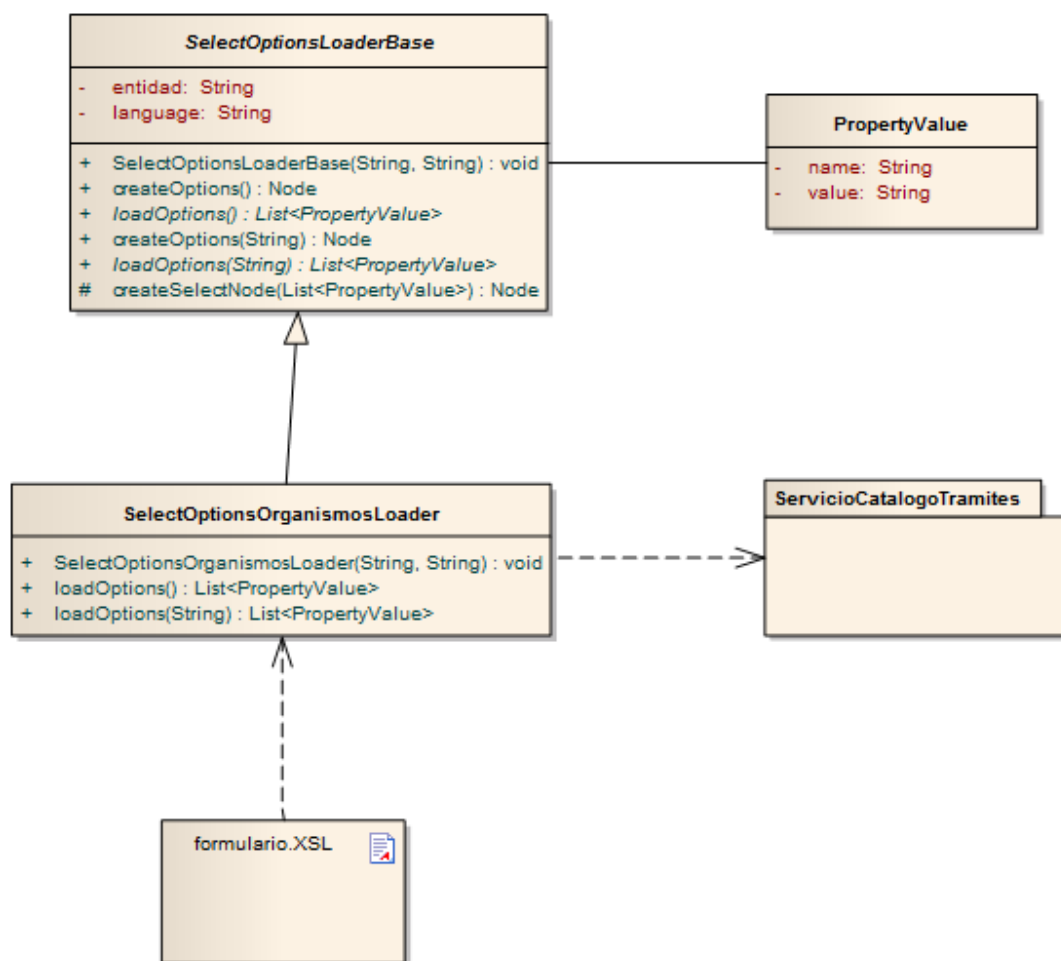 SelectOptionsLoaderBase
- entidad: String
- language: String
+ SelectOptionsLoaderBase(String, String) : void
+ createOptions() : Node
+ loadOptions() : List<PropertyValue>
+ createOptions(String) : Node
+ loadOptions(String) : List<PropertyValue>
# createSelectNode(List<PropertyValue>) : Node
PropertyValue
- name: String
- value: String
SelectOptionsOrganismosLoader
+ SelectOptionsOrganismosLoader(String, String) : void
+ loadOptions() : List<PropertyValue>
+ loadOptions(String) : List<PropertyValue>
ServicioCatalogoTramites
formulario.XSL